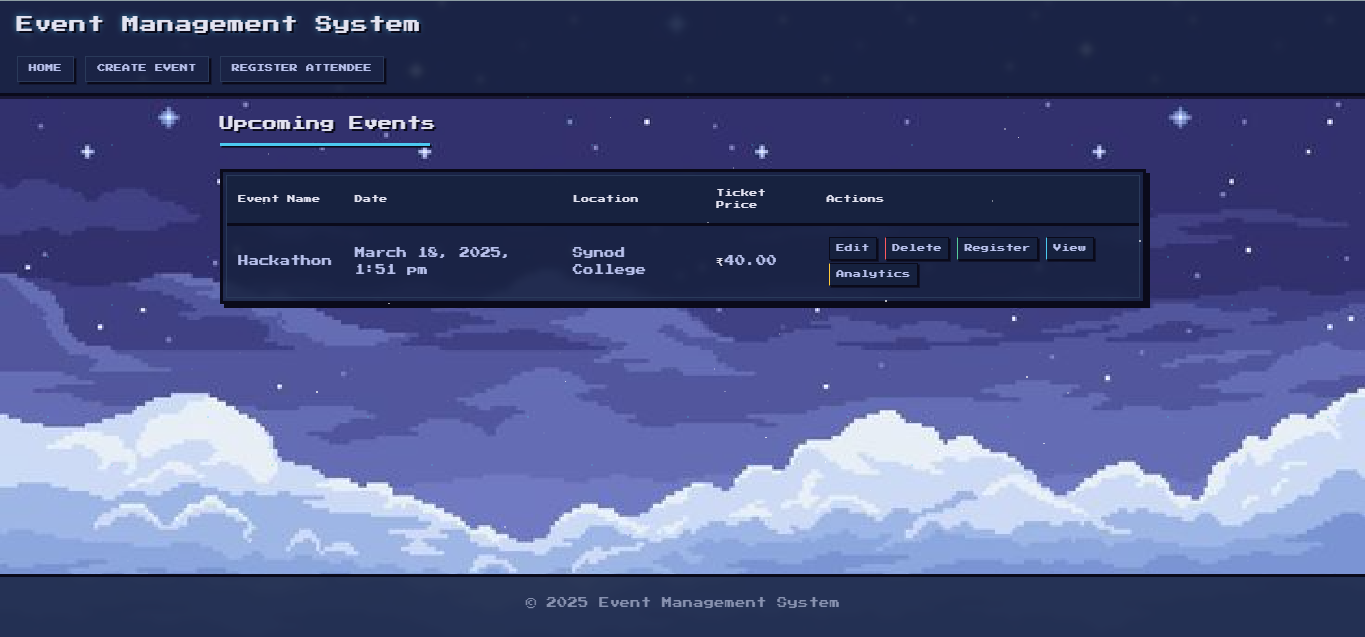 Event Management System
HOME CREATE EVENT REGISTER ATTENDEE
Upcoming Events
Event Name Date Location Ticket Price Actions
Hackathon March 18, 2025, 1:51 pm Synod College ₹40.00 Edit Delete Register View
Analytics
© 2025 Event Management System